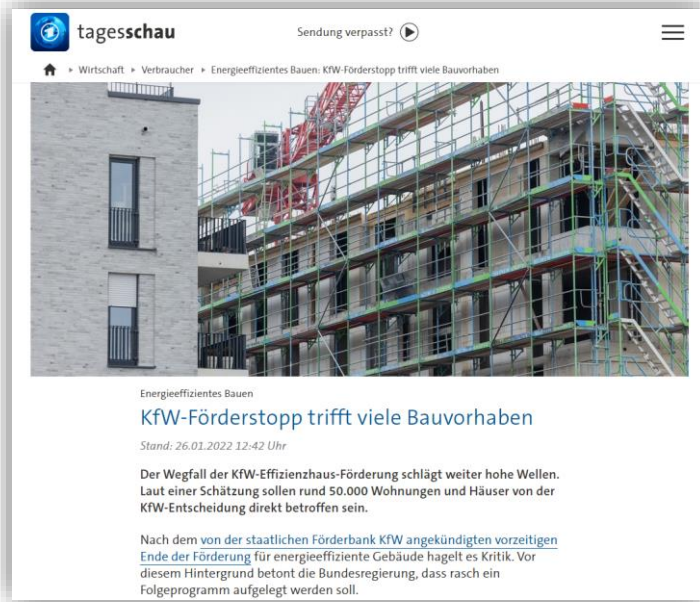 tagesschau
Sendung verpasst?
Wirtschaft
Verbraucher
Energieeffizientes Bauen: KfW-Förderstopp trifft viele Bauvorhaben
Energieeffizientes Bauen
KfW-Förderstopp trifft viele Bauvorhaben
Stand: 26.01.2022 12:42 Uhr
Der Wegfall der KfW-Effizienzhaus-Förderung schlägt weiter hohe Wellen.
Laut einer Schätzung sollen rund 50.000 Wohnungen und Häuser von der
KfW-Entscheidung direkt betroffen sein.
Nach dem von der staatlichen Förderbank KfW angekündigten vorzeitigen
Ende der Förderung für energieeffiziente Gebäude hagelt es Kritik. Vor
diesem Hintergrund betont die Bundesregierung, dass rasch ein
Folgeprogramm aufgelegt werden soll.